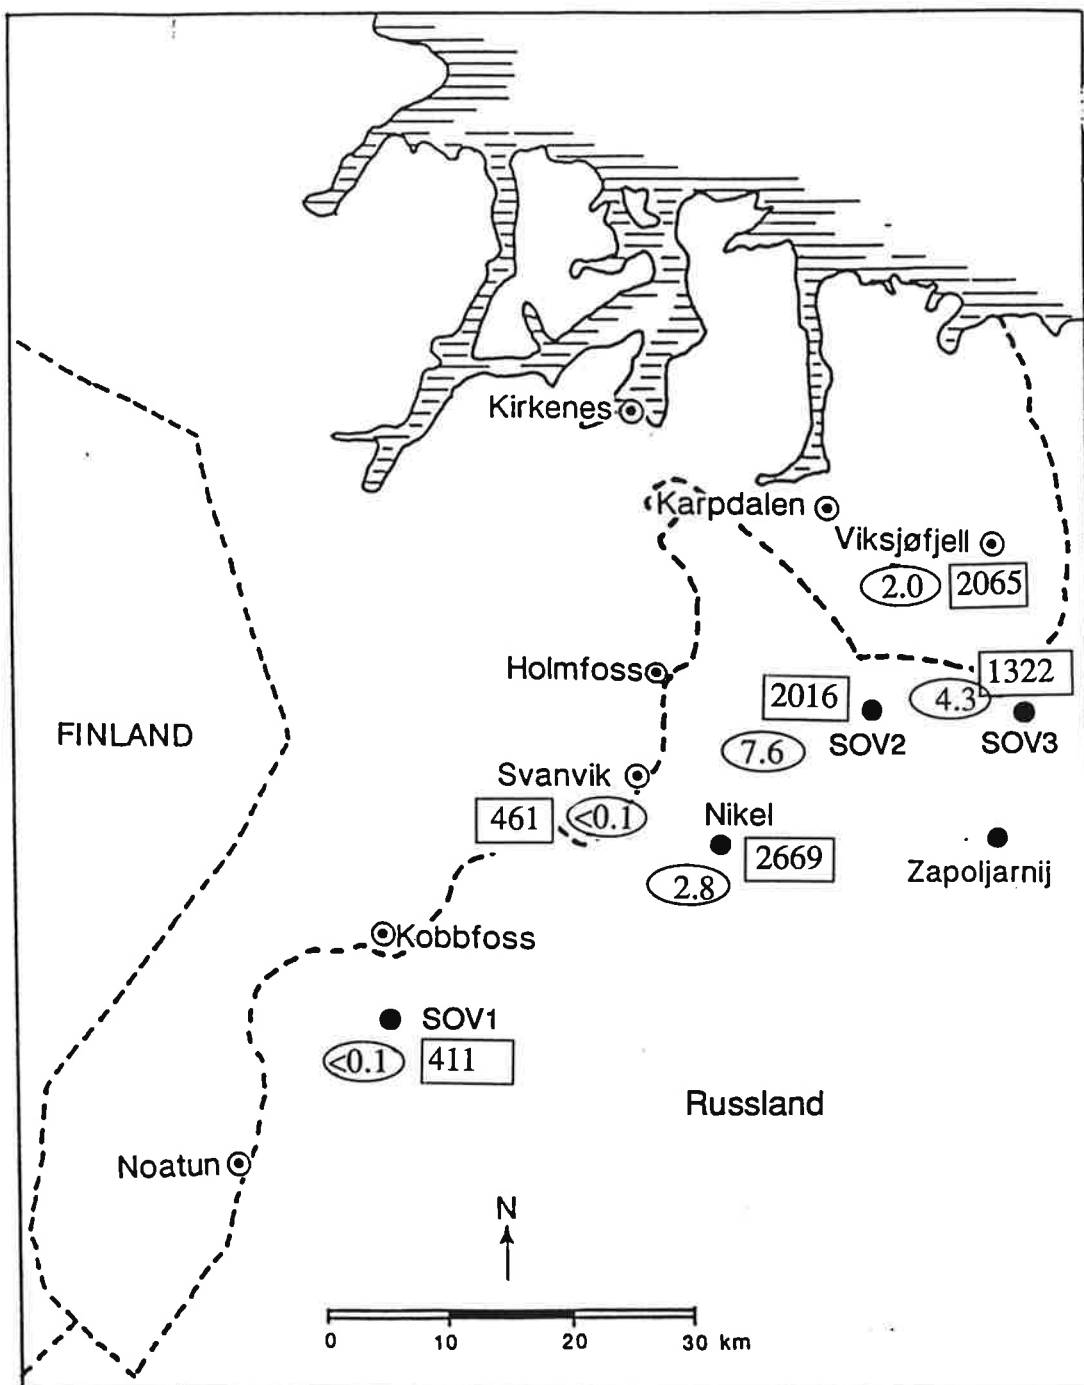 Kirkenes
Karpdalen
Viksjøfjell
2.0 2065
Holmfoss
1322
2016 4.3
FINLAND
7.6 SOV2 SOV3
Svanvik
461 <0.1 Nikel
2669 Zapoljarnij
2.8
Kobbfoss
SOV1
<0.1 411
Russland
Noatun
N
0 10 20 30 km